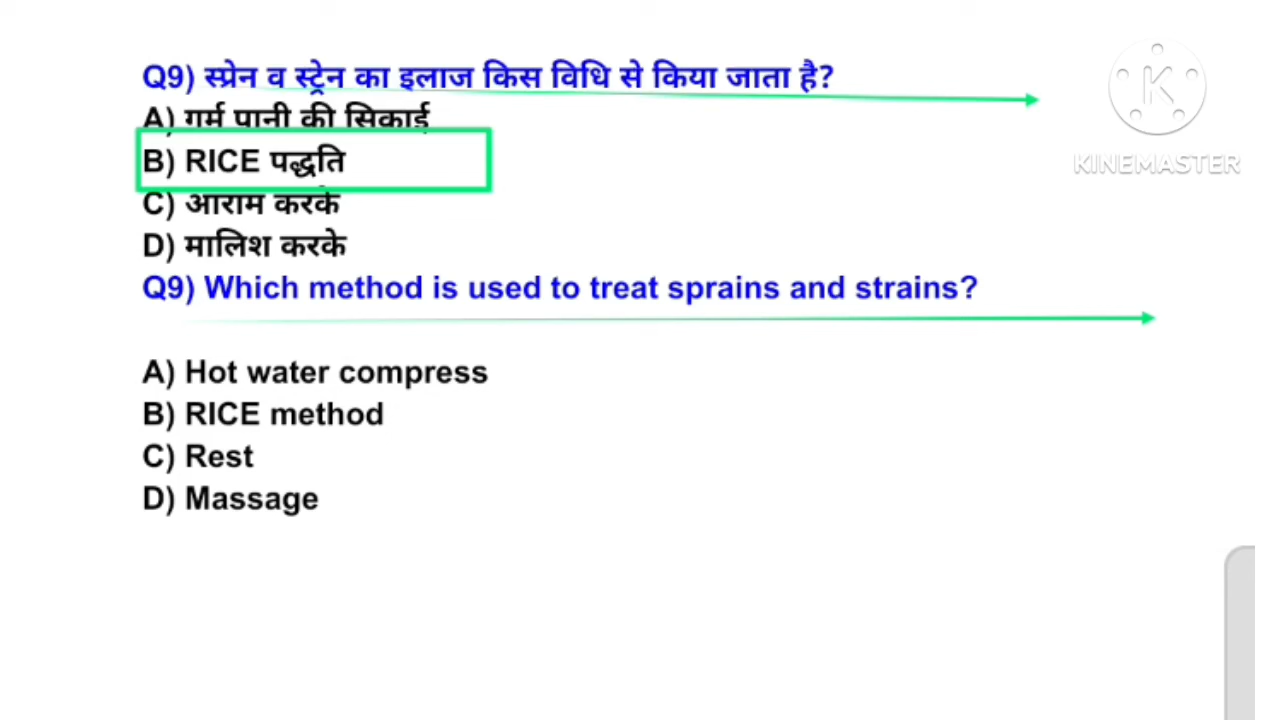 Q9) स्प्रेन व स्ट्रेन का इलाज किस विधि से किया जाता है?
A) गर्म पानी की सिकाई
B) RICE पद्धति
C) आराम करके
D) मालिश करके
Q9) Which method is used to treat sprains and strains?
A) Hot water compress
B) RICE method
C) Rest
D) Massage
K
KINEMASTER